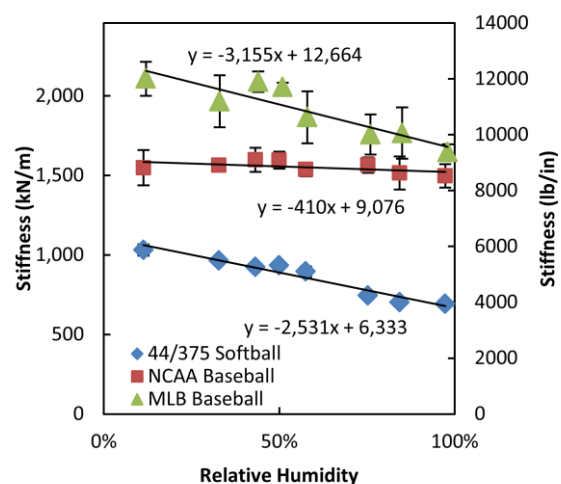 14000
y = -3,155x + 12,664
2,000
12000
10000
1,500
8000
y = -410x + 9,076
1,000
6000
4000
500
y = -2,531x + 6,333
44/375 Softball
2000
NCAA Baseball
MLB Baseball
0
0
0%
50%
100%
Relative Humidity
Stiffness (kN/m)
Stiffness (lb/in)